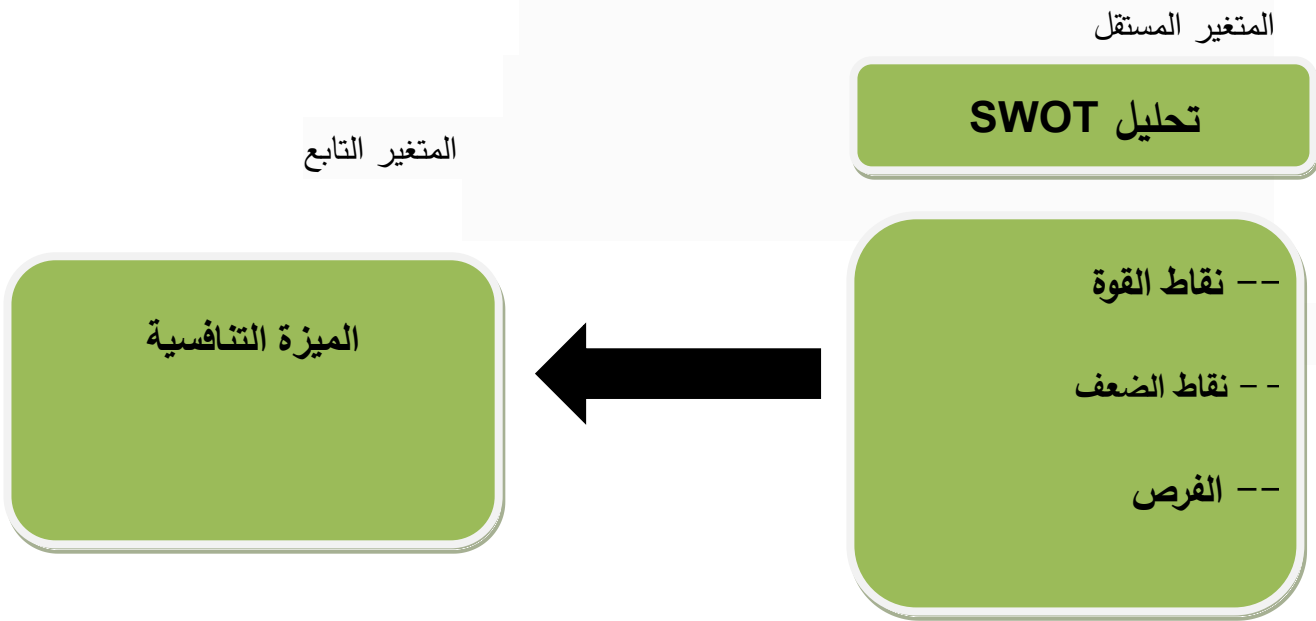 المتغير المستقل
تحليل SWOT
المتغير التابع
-- نقاط القوة
الميزة التنافسية
-- نقاط الضعف
-- الفرص